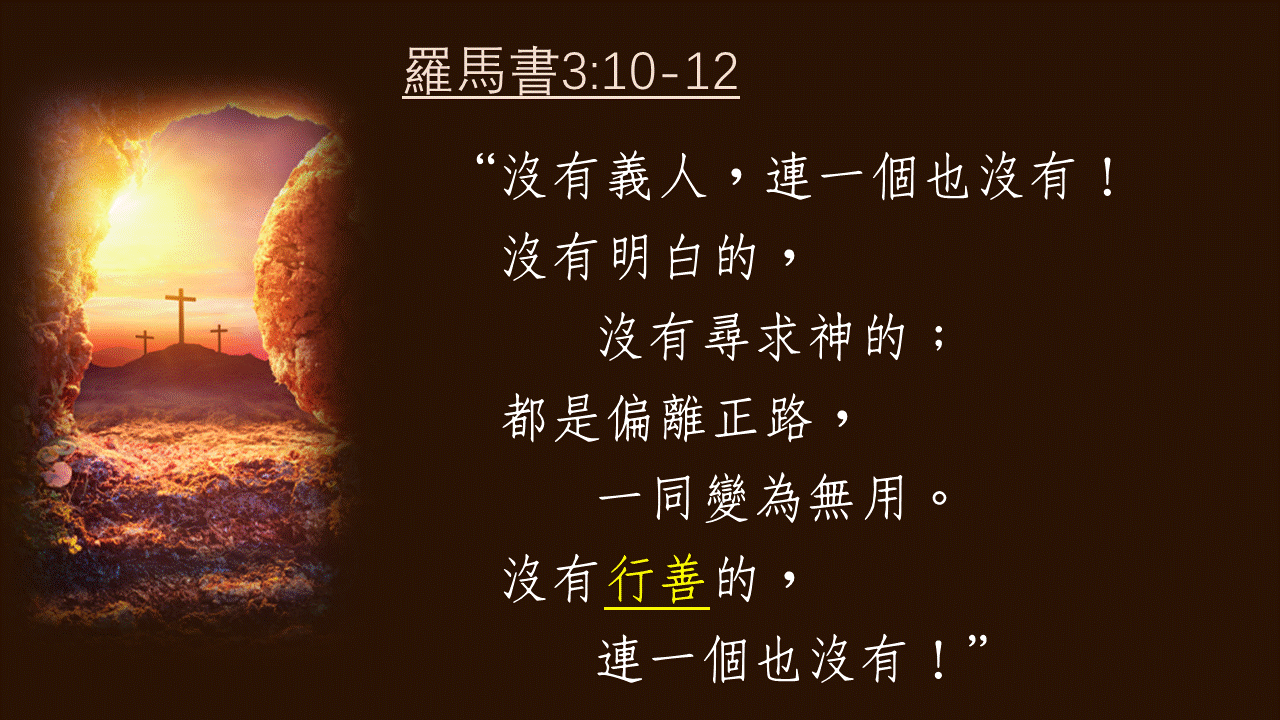 羅馬書3:10-12
“沒有義人，連一個也沒有！
沒有明白的，
沒有尋求神的；
都是偏離正路，
一同變為無用。
沒有行善的，
連一個也沒有！”